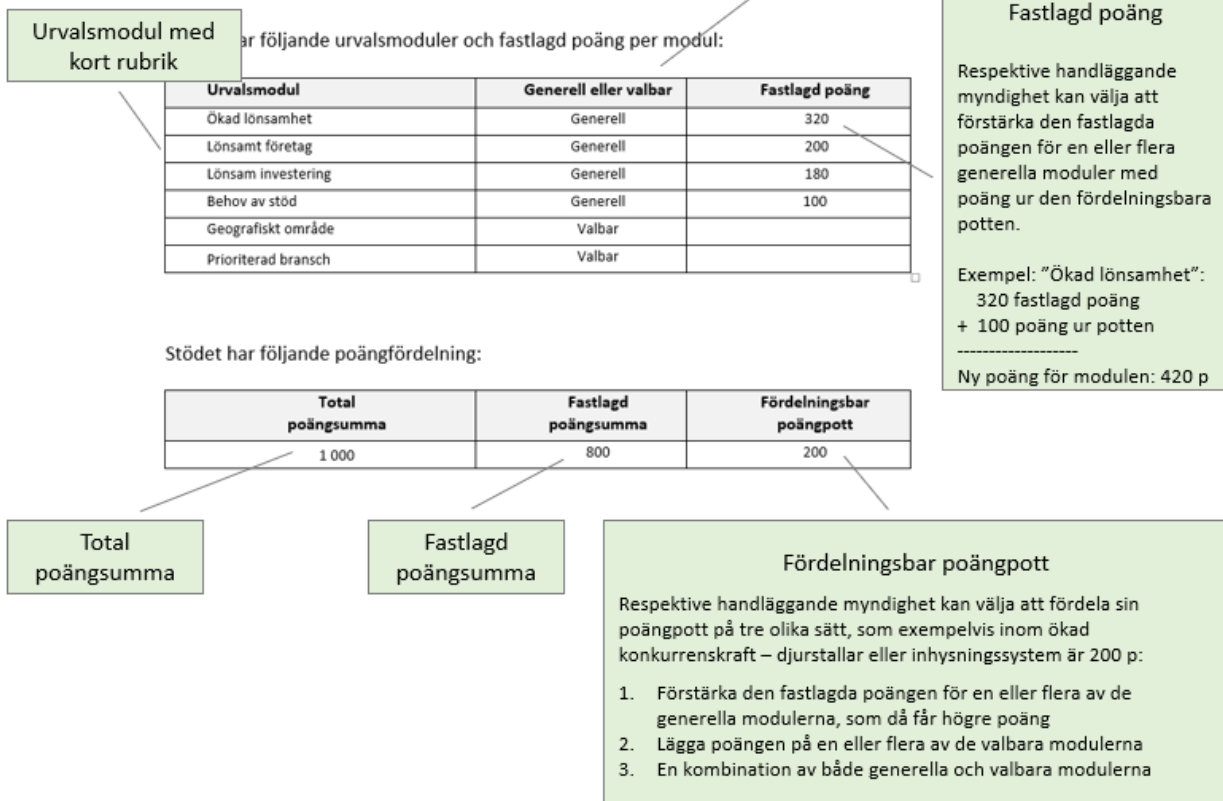 Urvalsmodul med
kort rubrik
ar följande urvalsmoduler och fastlagd poäng per modul:
Urvalsmodul Generell eller valbar Fastlagd poäng
Ökad lönsamhet Generell 320
Lönsamt företag Generell 200
Lönsam investering Generell 180
Behov av stöd Generell 100
Geografiskt område Valbar
Prioriterad bransch Valbar
Fastlagd poäng
Respektive handläggande
myndighet kan välja att
förstärka den fastlagda
poängen för en eller flera
generella moduler med
poäng ur den fördelningsbara
potten.
Exempel: ”Ökad lönsamhet”:
320 fastlagd poäng
+ 100 poäng ur potten
-------------------
Ny poäng för modulen: 420 p
Stödet har följande poängfördelning:
Total Fastlagd Fördelningsbar
poängsumma poängsumma poängpott
1 000 800 200
Total
poängsumma
Fastlagd
poängsumma
Fördelningsbar poängpott
Respektive handläggande myndighet kan välja att fördela sin
poängpott på tre olika sätt, som exempelvis inom ökad
konkurrenskraft – djurstallar eller inhysningssystem är 200 p:
1. Förstärka den fastlagda poängen för en eller flera av de
generella modulerna, som då får högre poäng
2. Lägga poängen på en eller flera av de valbara modulerna
3. En kombination av både generella och valbara modulerna